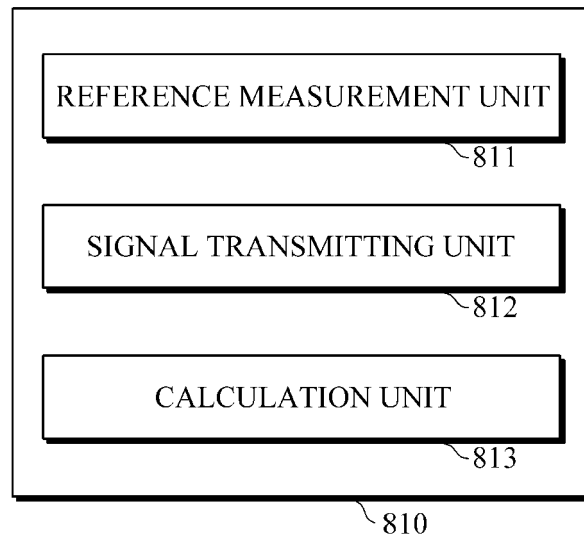 REFERENCE MEASUREMENT UNIT
811
SIGNAL TRANSMITTING UNIT
812
CALCULATION UNIT
813
810